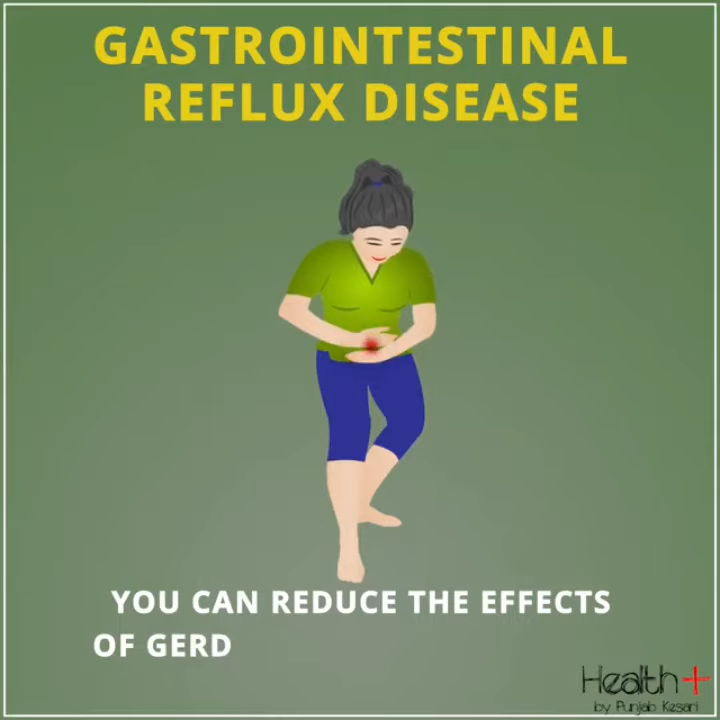 GASTROINTESTINAL
REFLUX DISEASE
YOU CAN REDUCE THE EFFECTS
OF GERD
Health+
by Punjab Kesari